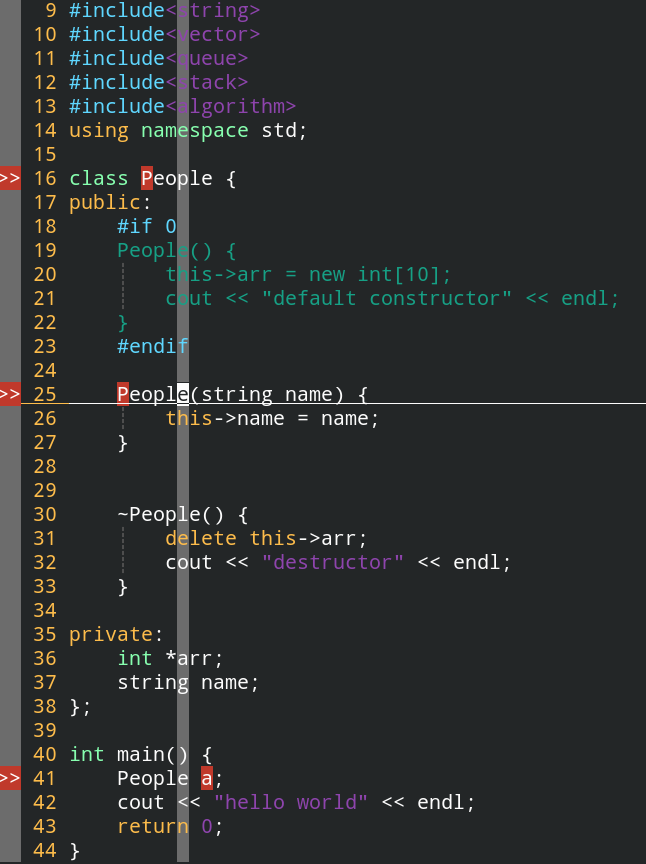 9 #include<string>
10 #include<vector>
11 #include<queue>
12 #include<stack>
13 #include<algorithm>
14 using namespace std;
15
>> 16 class People {
17 public:
18     #if 0
19     People() {
20         this->arr = new int[10];
21         cout << "default constructor" << endl;
22     }
23     #endif
24
>> 25     People(string name) {
26         this->name = name;
27     }
28
29
30     ~People() {
31         delete this->arr;
32         cout << "destructor" << endl;
33     }
34
35 private:
36     int *arr;
37     string name;
38 };
39
40 int main() {
>> 41     People a;
42     cout << "hello world" << endl;
43     return 0;
44 }